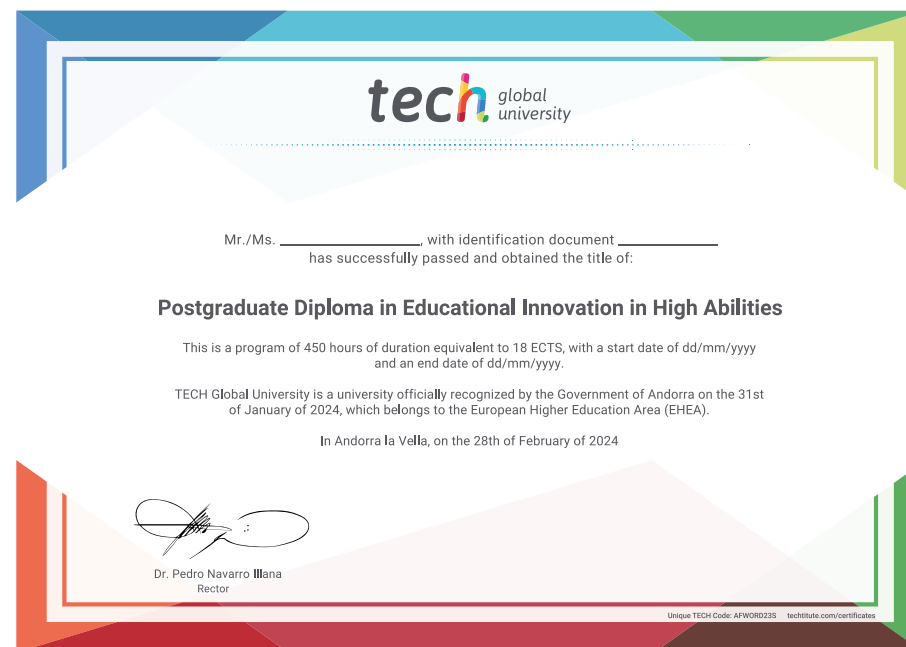 tech global university
Mr./Ms. ____________, with identification document ____________
has successfully passed and obtained the title of:
Postgraduate Diploma in Educational Innovation in High Abilities
This is a program of 450 hours of duration equivalent to 18 ECTS, with a start date of dd/mm/yyyy
and an end date of dd/mm/yyyy.
TECH Global University is a university officially recognized by the Government of Andorra on the 31st
of January of 2024, which belongs to the European Higher Education Area (EHEA).
In Andorra la Vella, on the 28th of February of 2024
Dr. Pedro Navarro Illana
Rector
Unique TECH Code: AFWORD23S techtitute.com/certificates